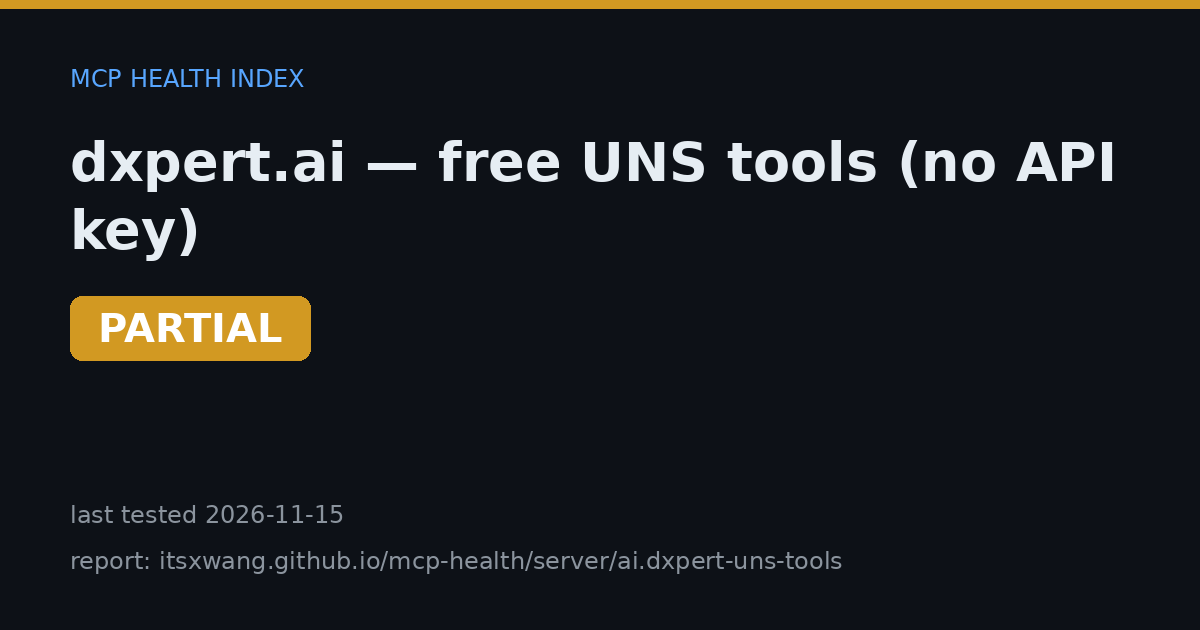 MCP HEALTH INDEX
dxpert.ai — free UNS tools (no API
key)
PARTIAL
last tested 2026-11-15
report: itsxwang.github.io/mcp-health/server/ai.dxpert-uns-tools